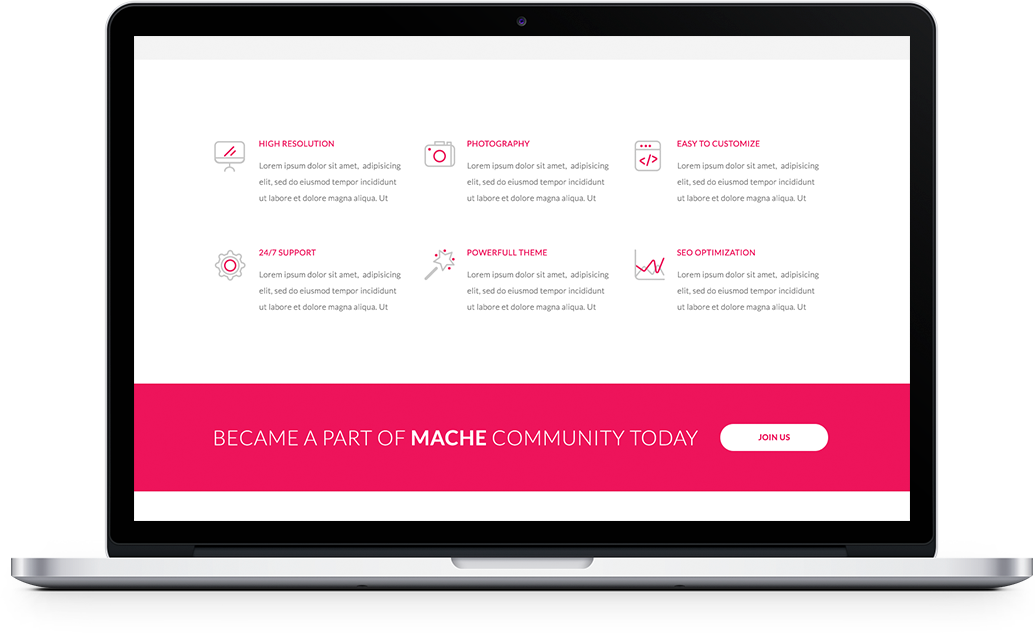 HIGH RESOLUTION
Lorem ipsum dolor sit amet,  adipisicing
elit, sed do eiusmod tempor incididunt
ut labore et dolore magna aliqua. Ut
PHOTOGRAPHY
Lorem ipsum dolor sit amet,  adipisicing
elit, sed do eiusmod tempor incididunt
ut labore et dolore magna aliqua. Ut
EASY TO CUSTOMIZE
Lorem ipsum dolor sit amet,  adipisicing
elit, sed do eiusmod tempor incididunt
ut labore et dolore magna aliqua. Ut
24/7 SUPPORT
Lorem ipsum dolor sit amet,  adipisicing
elit, sed do eiusmod tempor incididunt
ut labore et dolore magna aliqua. Ut
POWERFULL THEME
Lorem ipsum dolor sit amet,  adipisicing
elit, sed do eiusmod tempor incididunt
ut labore et dolore magna aliqua. Ut
SEO OPTIMIZATION
Lorem ipsum dolor sit amet,  adipisicing
elit, sed do eiusmod tempor incididunt
ut labore et dolore magna aliqua. Ut
BECAME A PART OF MACHE COMMUNITY TODAY
JOIN US